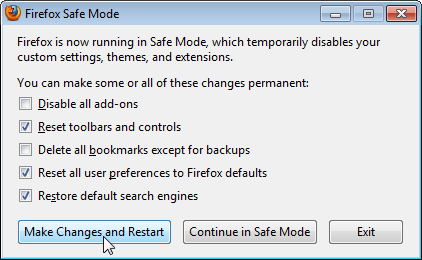 Firefox Safe Mode
Firefox is now running in Safe Mode, which temporarily disables your
custom settings, themes, and extensions.
You can make some or all of these changes permanent:
Disable all add-ons
Reset toolbars and controls
Delete all bookmarks except for backups
Reset all user preferences to Firefox defaults
Restore default search engines
Make Changes and Restart Continue in Safe Mode Exit